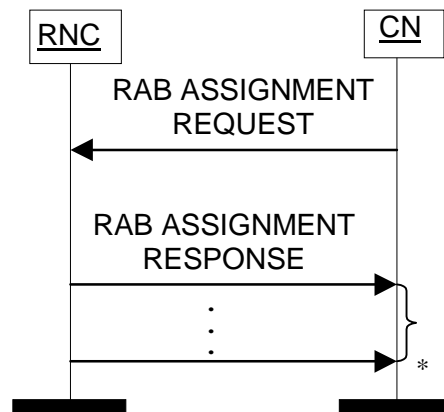 RNC
CN
RAB ASSIGNMENT
REQUEST
RAB ASSIGNMENT
RESPONSE
*